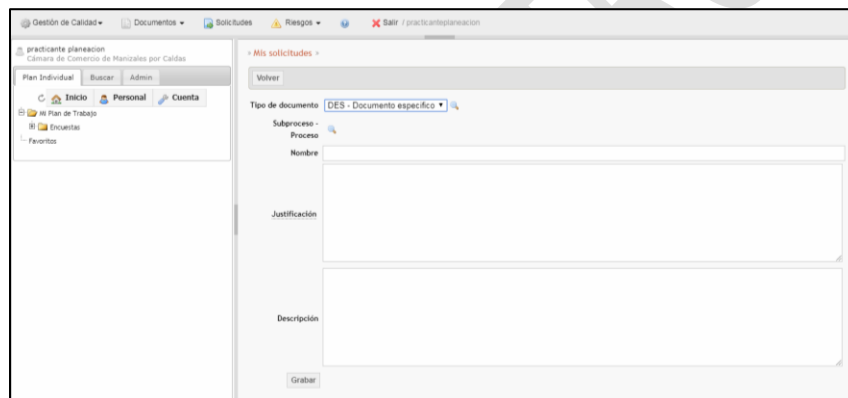 Gestión de Calidad Documentos Solicitudes Riesgos Salir / practicanteplaneacion
practicante planeacion
Cámara de Comercio de Manizales por Caldas
Plan Individual Buscar Admin
Inicio Personal Cuenta
Mi Plan de Trabajo
Encuestas
Favoritos
» Mis solicitudes »
Volver
Tipo de documento DES - Documento especifico
Subproceso -
Proceso
Nombre
Justificación
Descripción
Grabar